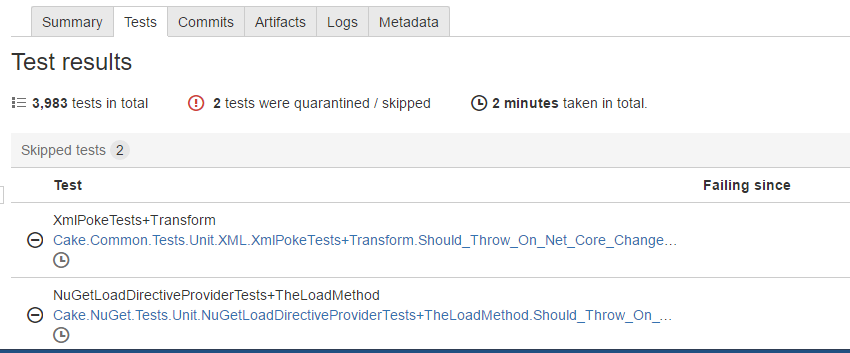 Summary Tests Commits Artifacts Logs Metadata
Test results
3,983 tests in total 2 tests were quarantined / skipped 2 minutes taken in total.
Skipped tests 2
Test Failing since
XmlPokeTests+Transform
Cake.Common.Tests.Unit.XML.XmlPokeTests+Transform.Should_Throw_On_Net_Core_Change…
NuGetLoadDirectiveProviderTests+TheLoadMethod
Cake.NuGet.Tests.Unit.NuGetLoadDirectiveProviderTests+TheLoadMethod.Should_Throw_On_…